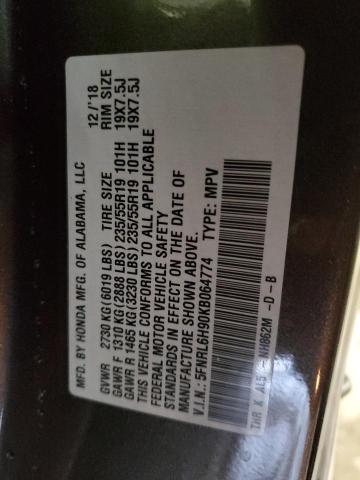 MFD. BY HONDA MFG. OF ALABAMA, LLC 12/'18
GVWR 2730 KG(6019 LBS) TIRE SIZE RIM SIZE
GAWR F 1310 KG(2888 LBS) 235/55R19 101H 19X7.5J
GAWR R 1465 KG(3230 LBS) 235/55R19 101H 19X7.5J
THIS VEHICLE CONFORMS TO ALL APPLICABLE
FEDERAL MOTOR VEHICLE SAFETY
STANDARDS IN EFFECT ON THE DATE OF
MANUFACTURE SHOWN ABOVE.
V.I.N.:5FNRL6H90KB064774 TYPE: MPV
THR X AL5 -NH862M -D-B